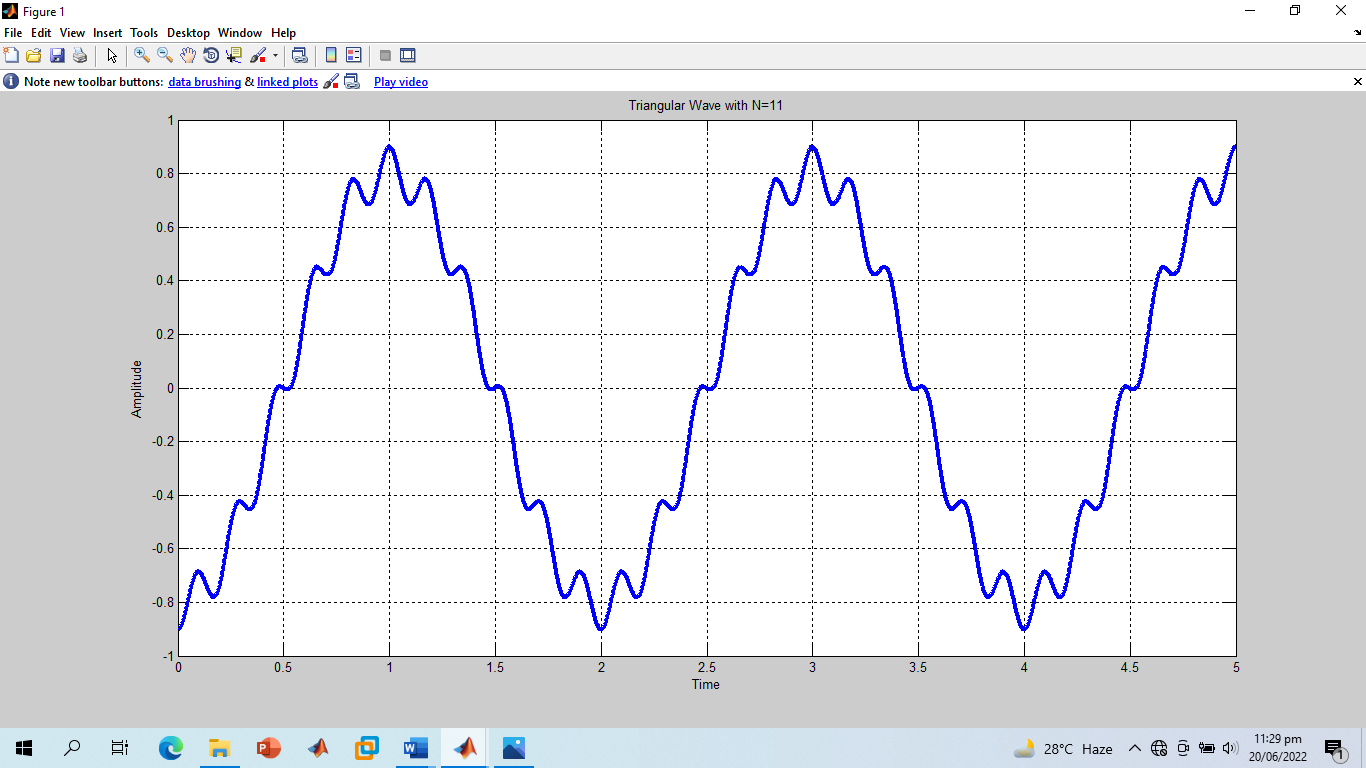 Figure 1
File Edit View Insert Tools Desktop Window Help
Note new toolbar buttons: data brushing & linked plots Play video
Triangular Wave with N=11
1
0.8
0.6
0.4
0.2
0
-0.2
-0.4
-0.6
-0.8
-1
Amplitude
0 0.5 1 1.5 2 2.5 3 3.5 4 4.5 5
Time
28°C Haze
11:29 pm
20/06/2022
1